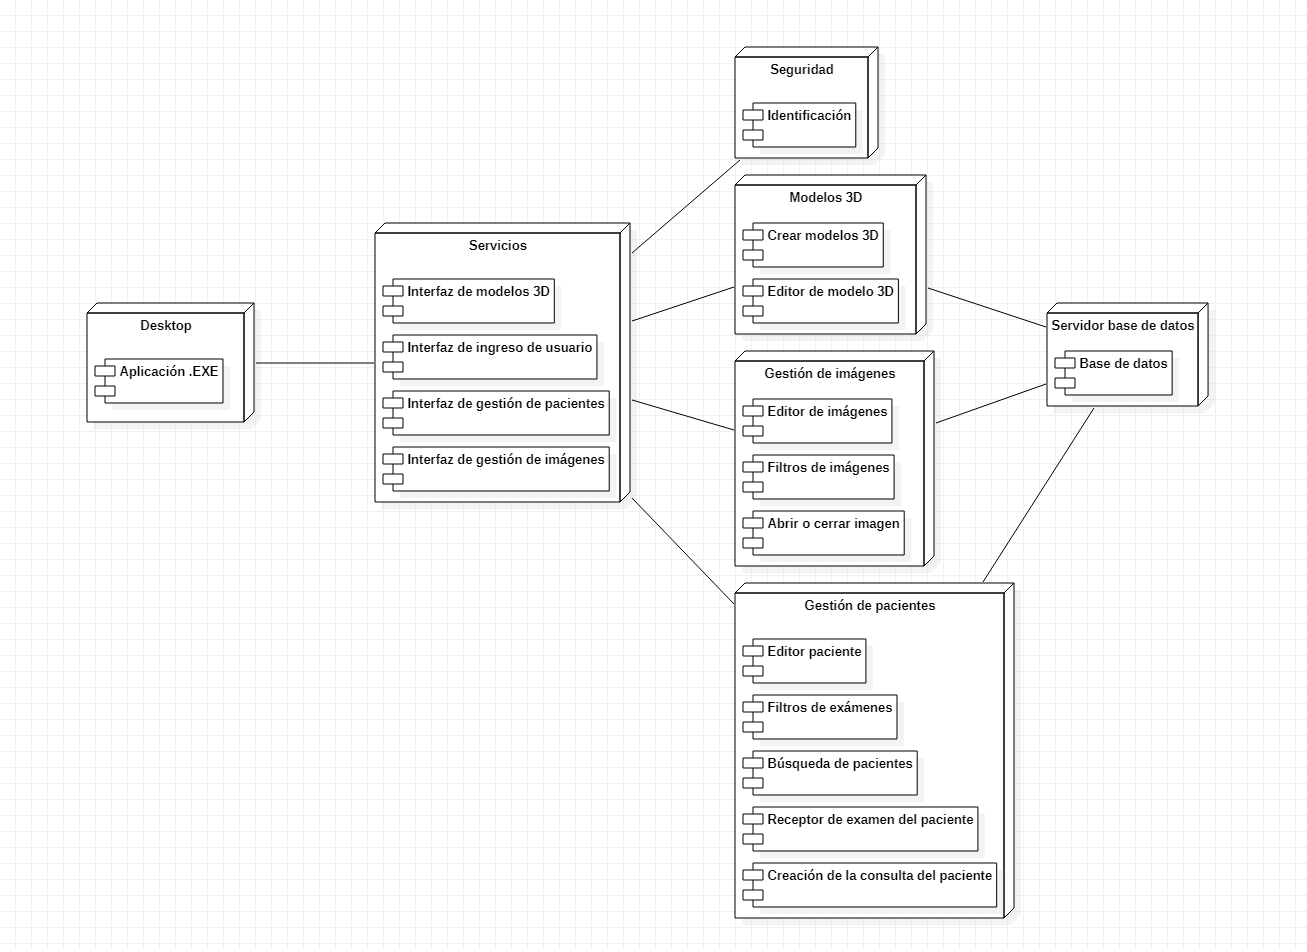 Desktop
Aplicación .EXE
Servicios
Interfaz de modelos 3D
Interfaz de ingreso de usuario
Interfaz de gestión de pacientes
Interfaz de gestión de imágenes
Seguridad
Identificación
Modelos 3D
Crear modelos 3D
Editor de modelo 3D
Gestión de imágenes
Editor de imágenes
Filtros de imágenes
Abrir o cerrar imagen
Gestión de pacientes
Editor paciente
Filtros de exámenes
Búsqueda de pacientes
Receptor de examen del paciente
Creación de la consulta del paciente
Servidor base de datos
Base de datos